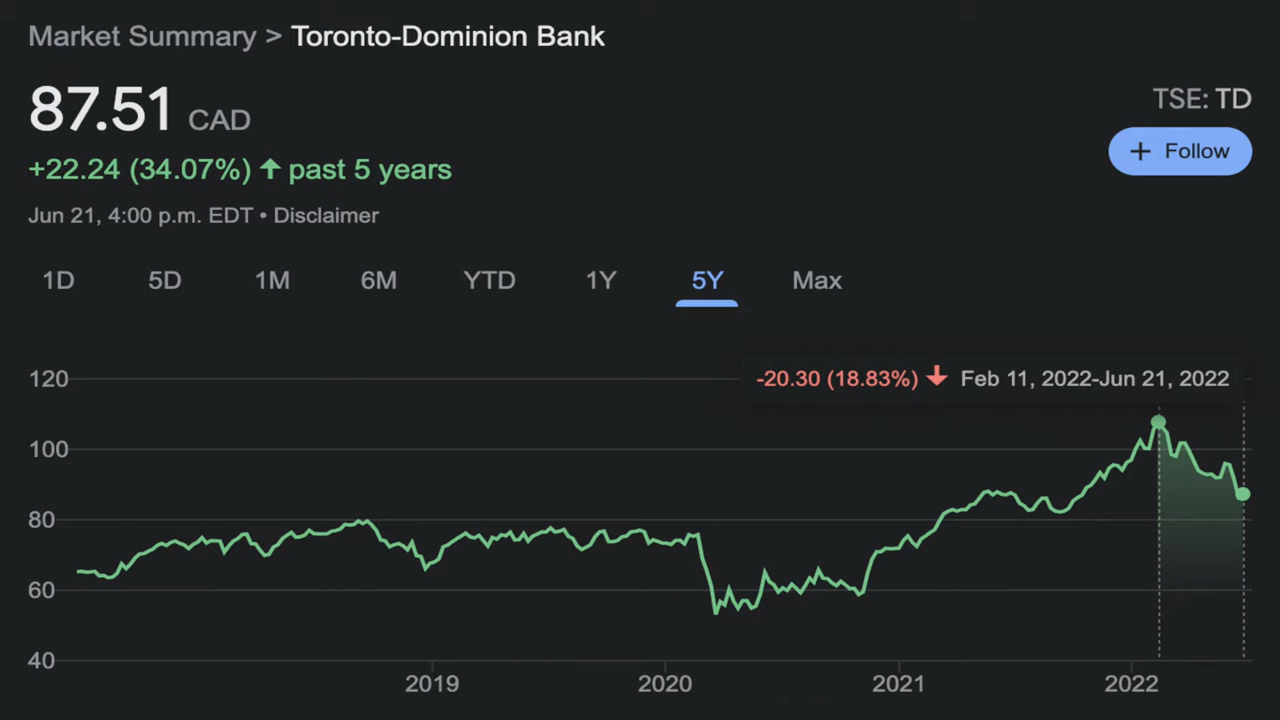 Market Summary > Toronto-Dominion Bank
87.51 CAD
TSE: TD
+22.24 (34.07%) ↑ past 5 years
+ Follow
Jun 21, 4:00 p.m. EDT • Disclaimer
1D 5D 1M 6M YTD 1Y 5Y Max
-20.30 (18.83%) ↓ Feb 11, 2022-Jun 21, 2022
120
100
80
60
40
2019 2020 2021 2022